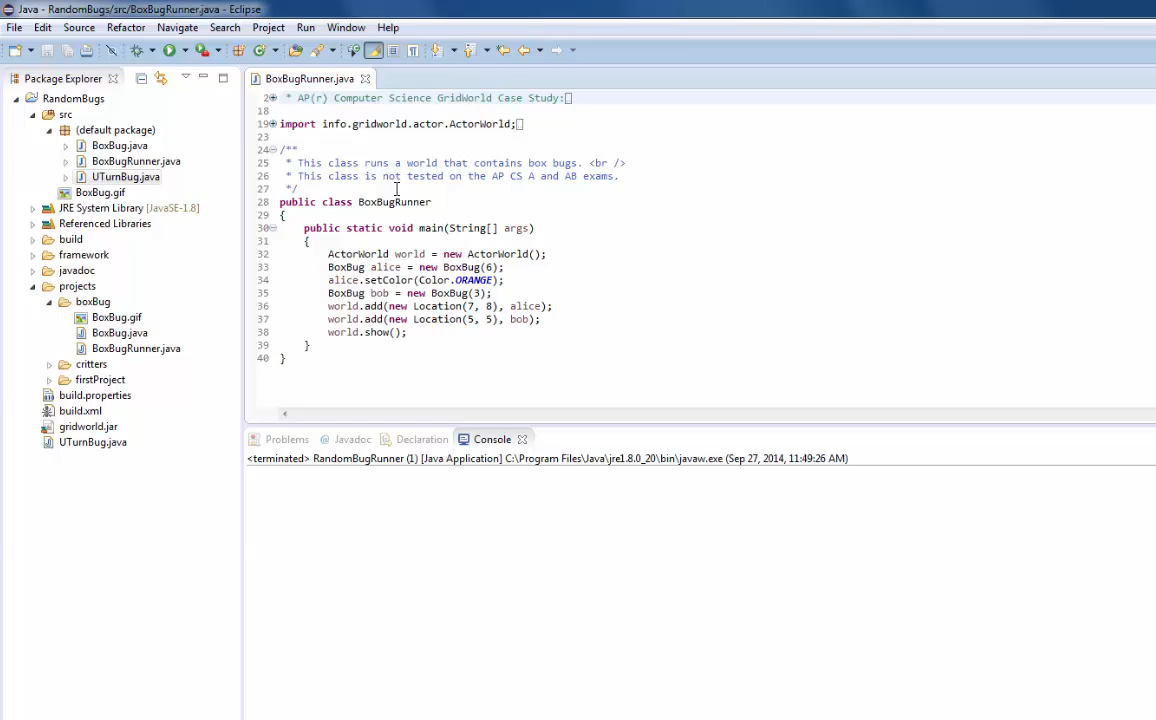 Java - RandomBugs/src/BoxBugRunner.java - Eclipse
File Edit Source Refactor Navigate Search Project Run Window Help
Package Explorer
RandomBugs
src
(default package)
BoxBug.java
BoxBugRunner.java
UTurnBug.java
BoxBug.gif
JRE System Library [JavaSE-1.8]
Referenced Libraries
build
framework
javadoc
projects
boxBug
BoxBug.gif
BoxBug.java
BoxBugRunner.java
critters
firstProject
build.properties
build.xml
gridworld.jar
UTurnBug.java
BoxBugRunner.java
2 * AP(r) Computer Science GridWorld Case Study:
18
19 import info.gridworld.actor.ActorWorld;
23
24 /**
25 * This class runs a world that contains box bugs. <br />
26 * This class is not tested on the AP CS A and AB exams.
27 */
28 public class BoxBugRunner
29 {
30 public static void main(String[] args)
31 {
32 ActorWorld world = new ActorWorld();
33 BoxBug alice = new BoxBug(6);
34 alice.setColor(Color.ORANGE);
35 BoxBug bob = new BoxBug(3);
36 world.add(new Location(7, 8), alice);
37 world.add(new Location(5, 5), bob);
38 world.show();
39 }
40 }
Problems @ Javadoc Declaration Console
<terminated> RandomBugRunner (1) [Java Application] C:\Program Files\Java\jre1.8.0_20\bin\javaw.exe (Sep 27, 2014, 11:49:26 AM)